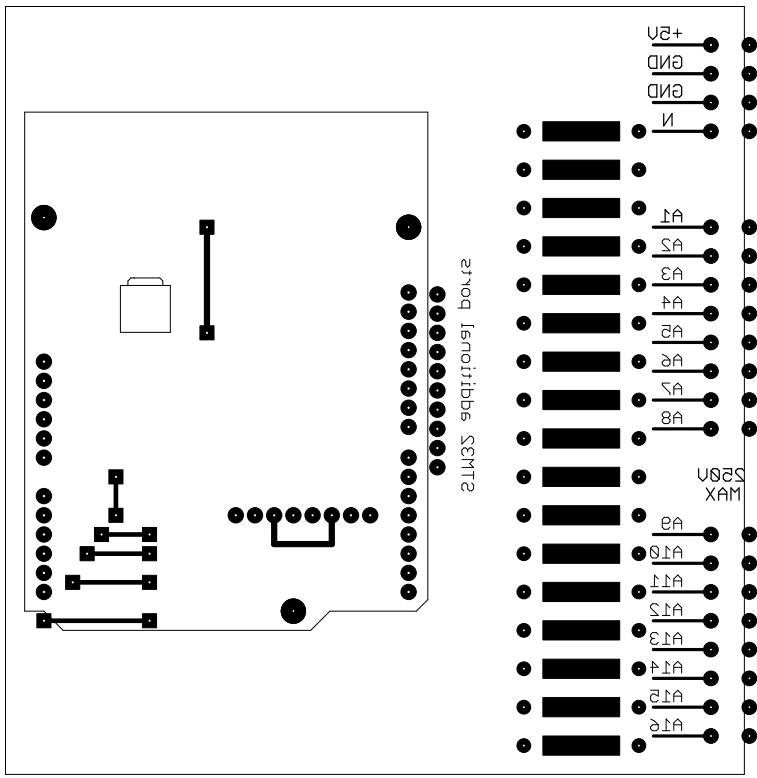 +5V
GND
GND
N
A1
A2
A3
A4
A5
A6
A7
A8
STM32 additional ports
250V
MAX
A9
A10
A11
A12
A13
A14
A15
A16